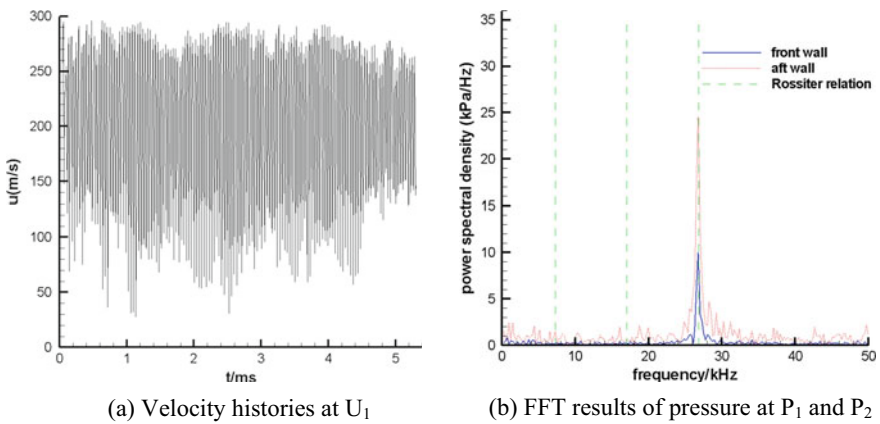 300
250
200
150
100
50
0
u(m/s)
0 1 2 3 4 5
t/ms
(a) Velocity histories at U1
35
30
25
20
15
10
5
0
power spectral density (kPa/Hz)
front wall
aft wall
Rossiter relation
0 10 20 30 40 50
frequency/kHz
(b) FFT results of pressure at P1 and P2